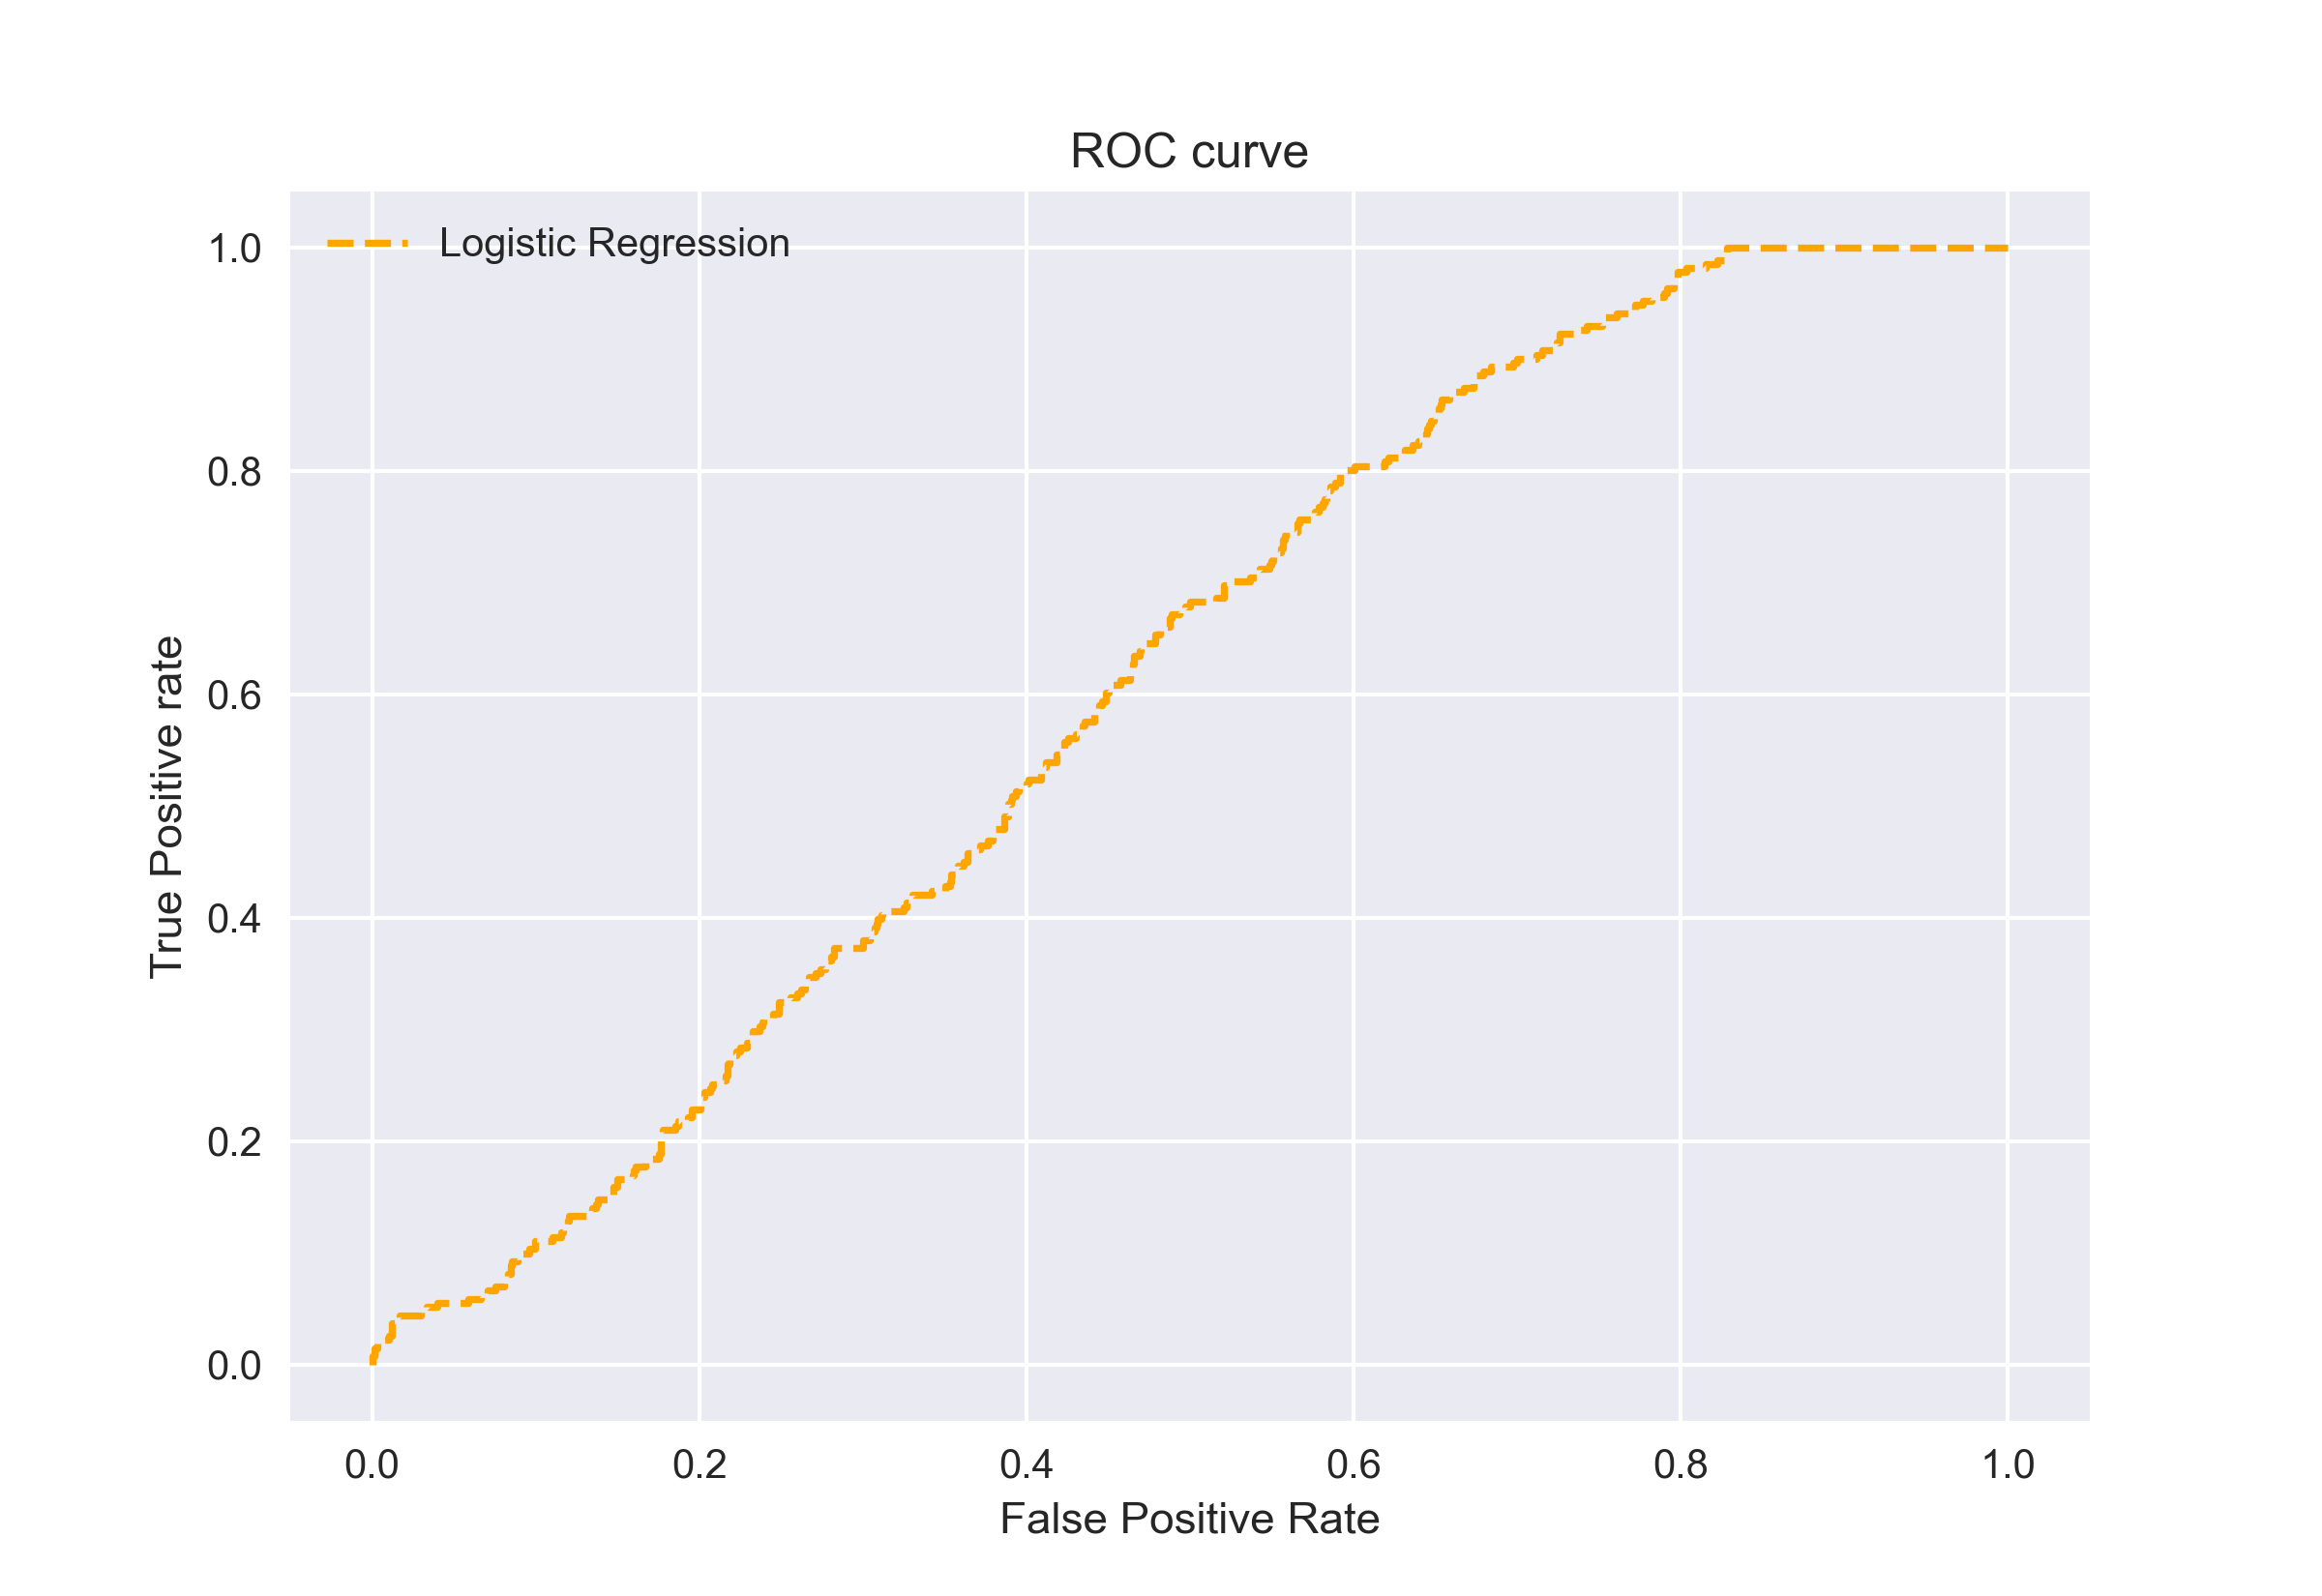 ROC curve
Logistic Regression
1.0
0.8
0.6
0.4
0.2
0.0
True Positive rate
0.0 0.2 0.4 0.6 0.8 1.0
False Positive Rate